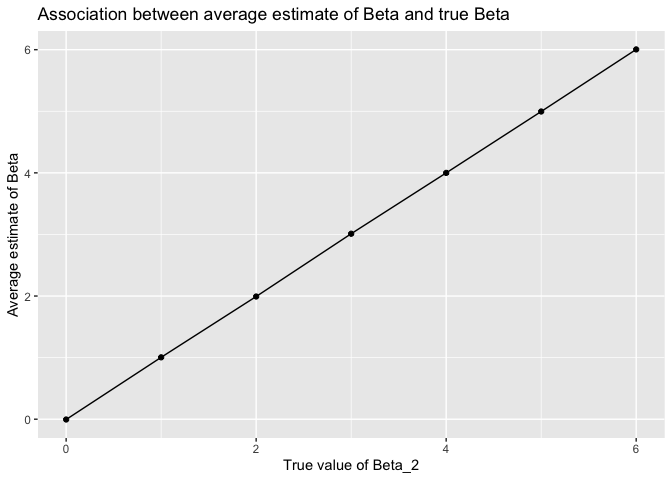 Association between average estimate of Beta and true Beta
Average estimate of Beta
6
4
2
0
0 2 4 6
True value of Beta_2